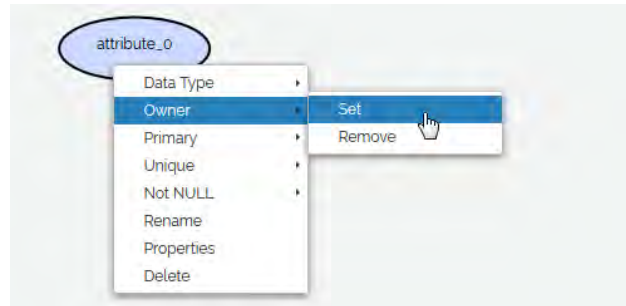 attribute_0
Data Type
Owner
Set
Primary
Remove
Unique
Not NULL
Rename
Properties
Delete